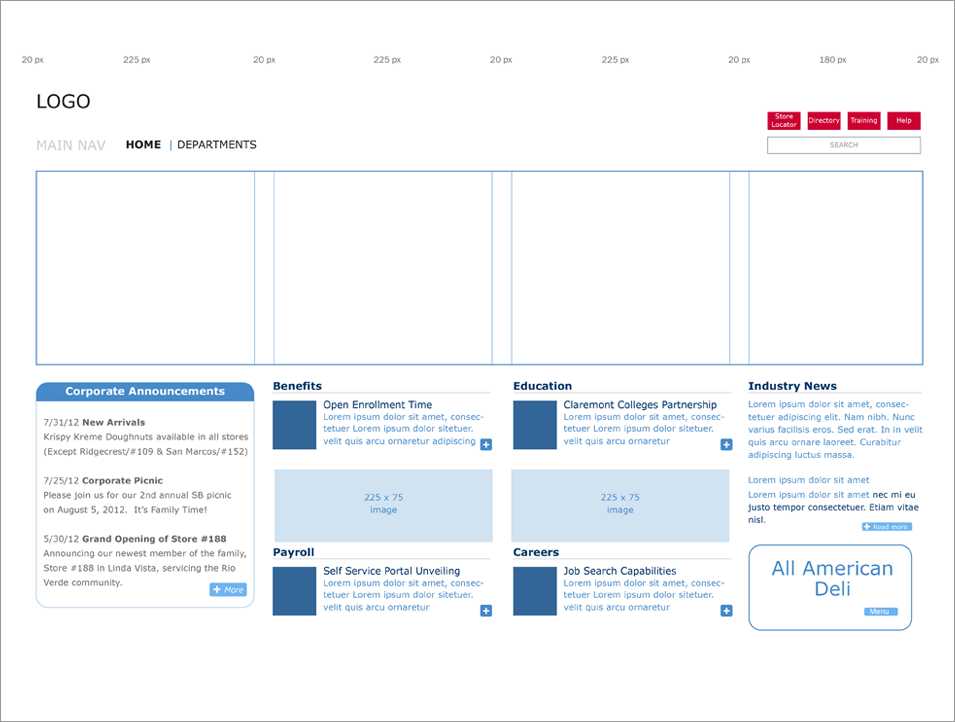 20 px 225 px 20 px 225 px 20 px 225 px 20 px 180 px 20 px
LOGO
Store
Locator
Directory
Training
Help
MAIN NAV HOME | DEPARTMENTS
SEARCH
Corporate Announcements
7/31/12 New Arrivals
Krispy Kreme Doughnuts available in all stores
(Except Ridgecrest/#109 & San Marcos/#152)
7/25/12 Corporate Picnic
Please join us for our 2nd annual SB picnic
on August 5, 2012. It's Family Time!
5/30/12 Grand Opening of Store #188
Announcing our newest member of the family,
Store #188 in Linda Vista, servicing the Rio
Verde community.
+ More
Benefits
Open Enrollment Time
Lorem ipsum dolor sit amet, consec-
tetuer Lorem ipsum dolor sitetuer.
velit quis arcu ornaretur adipiscing +
225 x 75
image
Payroll
Self Service Portal Unveiling
Lorem ipsum dolor sit amet, consec-
tetuer Lorem ipsum dolor sitetuer.
velit quis arcu ornaretur +
Education
Claremont Colleges Partnership
Lorem ipsum dolor sit amet, consec-
tetuer Lorem ipsum dolor sitetuer.
velit quis arcu ornaretur +
225 x 75
image
Careers
Job Search Capabilities
Lorem ipsum dolor sit amet, consec-
tetuer Lorem ipsum dolor sitetuer.
velit quis arcu ornaretur +
Industry News
Lorem ipsum dolor sit amet, consec-
tetuer adipiscing elit. Nam nibh. Nunc
varius facilisis eros. Sed erat. In in velit
quis arcu ornare laoreet. Curabitur
adipiscing luctus massa.
Lorem ipsum dolor sit amet
Lorem ipsum dolor sit amet nec mi eu
justo tempor consectetuer. Etiam vitae
nisl.
+ Read more
All American
Deli
Menu